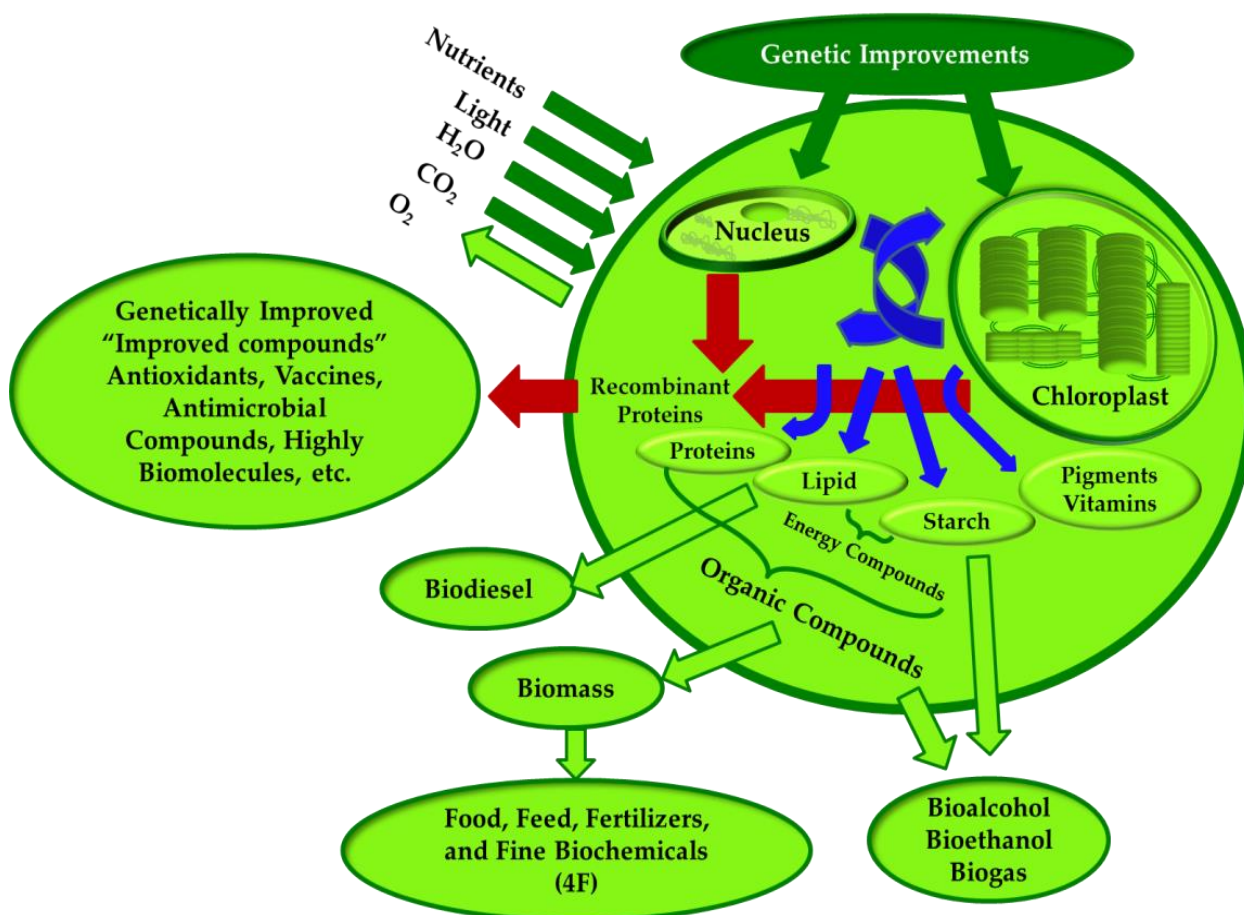 Genetic Improvements
Nutrients
Light
H₂O
CO₂
O₂
Nucleus
Chloroplast
Genetically Improved
“Improved compounds”
Antioxidants, Vaccines,
Antimicrobial
Compounds, Highly
Biomolecules, etc.
Recombinant
Proteins
Proteins
Lipid
Starch
Pigments
Vitamins
Energy Compounds
Organic Compounds
Biodiesel
Biomass
Food, Feed, Fertilizers,
and Fine Biochemicals
(4F)
Bioalcohol
Bioethanol
Biogas